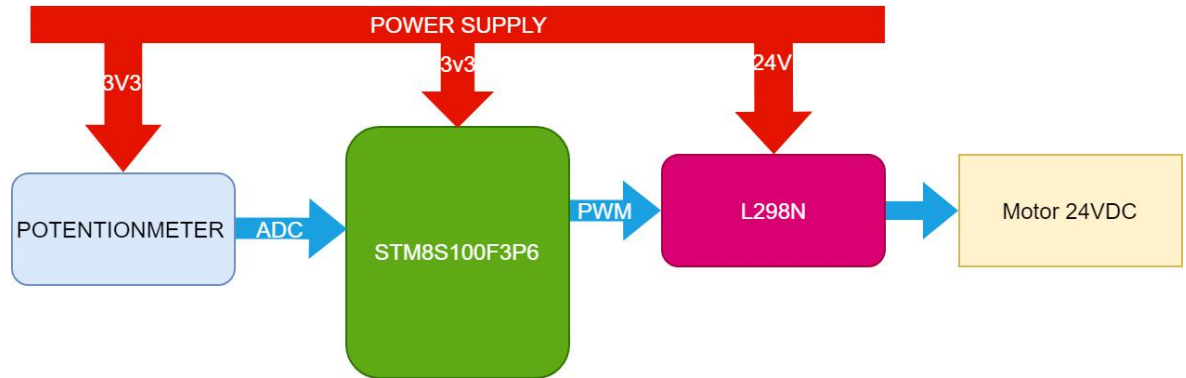 POWER SUPPLY
3V3
3v3
24V
POTENTIONMETER
ADC
STM8S100F3P6
PWM
L298N
Motor 24VDC